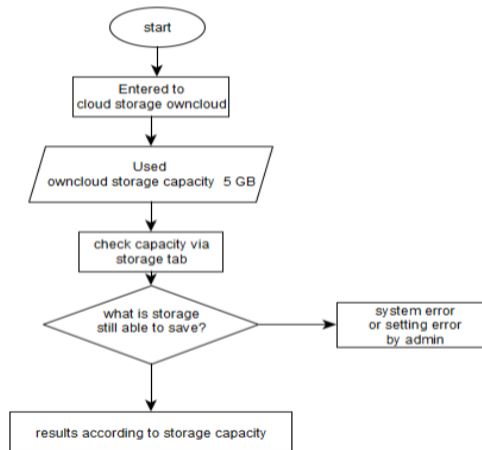 start
Entered to
cloud storage owncloud
Used
owncloud storage capacity 5 GB
check capacity via
storage tab
what is storage
still able to save?
system error
or setting error
by admin
results according to storage capacity